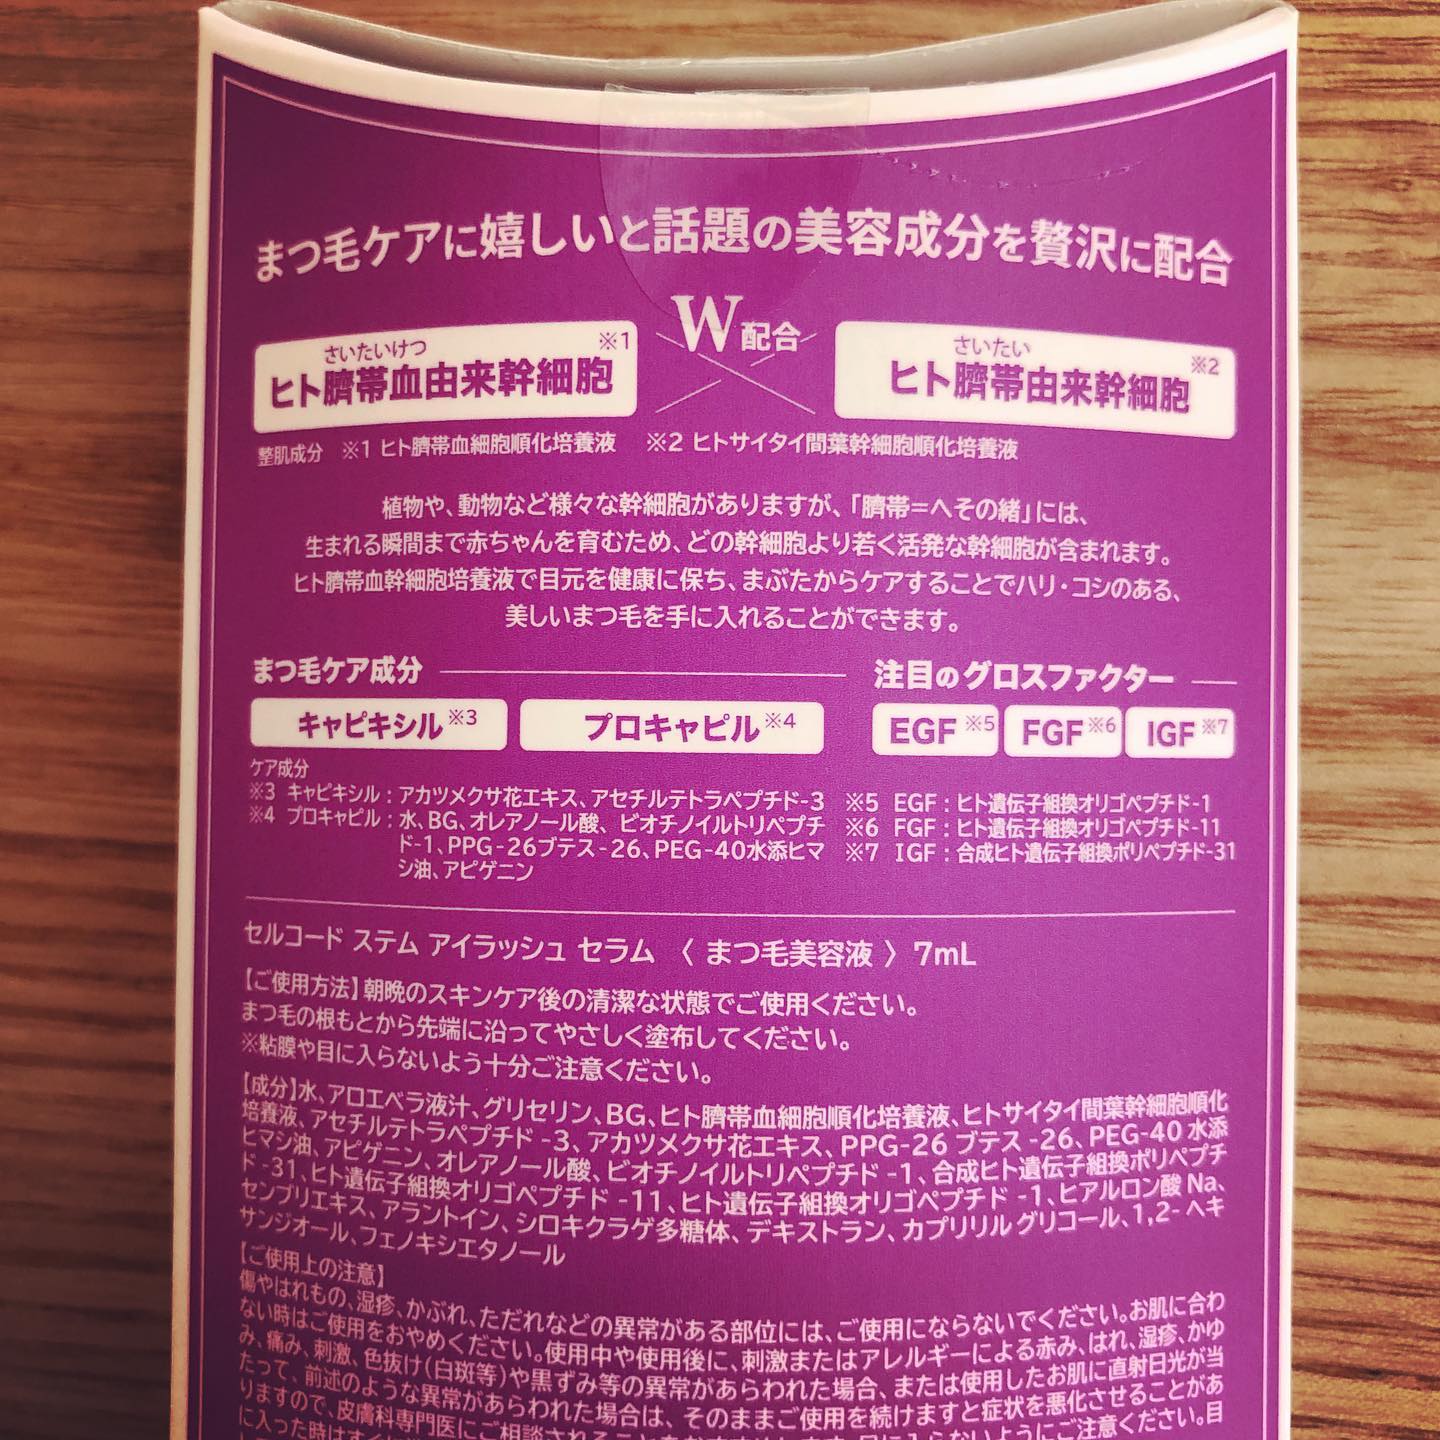 まつ毛ケアに嬉しいと話題の美容成分を贅沢に配合
さいたいけつ
ヒト臍帯血由来幹細胞 ※1
W配合
さいたい
ヒト臍帯由来幹細胞 ※2
整肌成分 ※1 ヒト臍帯血細胞順化培養液 ※2 ヒトサイタイ間葉幹細胞順化培養液
植物や、動物など様々な幹細胞がありますが、「臍帯=へその緒」には、
生まれる瞬間まで赤ちゃんを育むため、どの幹細胞より若く活発な幹細胞が含まれます。
ヒト臍帯血幹細胞培養液で目元を健康に保ち、まぶたからケアすることでハリ・コシのある、
美しいまつ毛を手に入れることができます。
まつ毛ケア成分
キャピキシル ※3 プロキャピル ※4
ケア成分
※3 キャピキシル : アカツメクサ花エキス、アセチルテトラペプチド-3
※4 プロキャピル : 水、BG、オレアノール酸、ビオチノイルトリペプチ
ド-1、PPG-26ブテス-26、PEG-40水添ヒマ
シ油、アピゲニン
注目のグロスファクター
EGF ※5 FGF ※6 IGF ※7
※5 EGF : ヒト遺伝子組換オリゴペプチド-1
※6 FGF : ヒト遺伝子組換オリゴペプチド-11
※7 IGF : 合成ヒト遺伝子組換ポリペプチド-31
セルコード ステム アイラッシュ セラム 〈 まつ毛美容液 〉 7mL
【ご使用方法】朝晩のスキンケア後の清潔な状態でご使用ください。
まつ毛の根もとから先端に沿ってやさしく塗布してください。
※粘膜や目に入らないよう十分ご注意ください。
【成分】水、アロエベラ液汁、グリセリン、BG、ヒト臍帯血細胞順化培養液、ヒトサイタイ間葉幹細胞順化
培養液、アセチルテトラペプチド-3、アカツメクサ花エキス、PPG-26 ブテス-26、PEG-40 水添
ヒマシ油、アピゲニン、オレアノール酸、ビオチノイルトリペプチド-1、合成ヒト遺伝子組換ポリペプチ
ド-31、ヒト遺伝子組換オリゴペプチド-11、ヒト遺伝子組換オリゴペプチド-1、ヒアルロン酸 Na、
センブリエキス、アラントイン、シロキクラゲ多糖体、デキストラン、カプリリルグリコール、1,2-ヘキ
サンジオール、フェノキシエタノール
【ご使用上の注意】
傷やはれもの、湿疹、かぶれ、ただれなどの異常がある部位には、ご使用にならないでください。お肌に合わ
ない時はご使用をおやめください。使用中や使用後に、刺激またはアレルギーによる赤み、はれ、湿疹、かゆ
み、痛み、刺激、色抜け(白斑等)や黒ずみ等の異常があらわれた場合、または使用したお肌に直射日光が当
たって、前述のような異常があらわれた場合は、そのままご使用を続けますと症状を悪化させることがあ
りますので、皮膚科専門医にご相談されること
に入った時はす